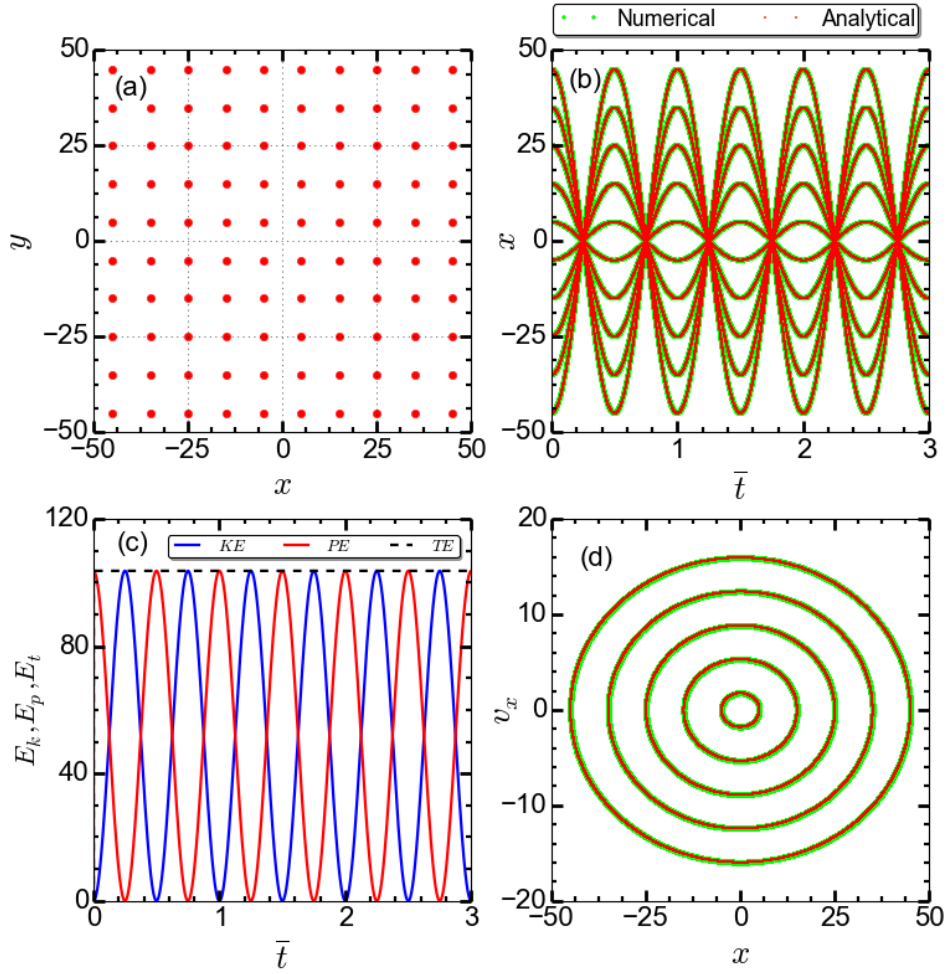 Numerical Analytical
(a)
50
25
0
−25
−50
y
−50 −25 0 25 50
x
(b)
50
25
0
−25
−50
x
0 1 2 3
t̄
(c)
KE PE TE
120
80
40
0
E_k, E_p, E_t
0 1 2 3
t̄
(d)
20
10
0
−10
−20
v_x
−50 −25 0 25 50
x